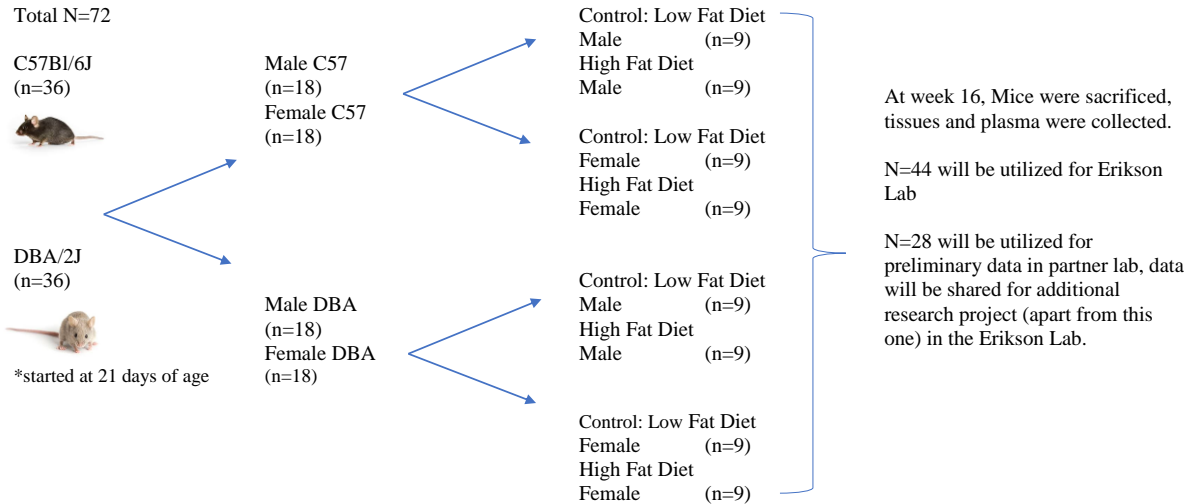 Total N=72
C57Bl/6J
(n=36)
DBA/2J
(n=36)
*started at 21 days of age
Male C57
(n=18)
Female C57
(n=18)
Male DBA
(n=18)
Female DBA
(n=18)
Control: Low Fat Diet
Male (n=9)
High Fat Diet
Male (n=9)
Control: Low Fat Diet
Female (n=9)
High Fat Diet
Female (n=9)
Control: Low Fat Diet
Male (n=9)
High Fat Diet
Male (n=9)
Control: Low Fat Diet
Female (n=9)
High Fat Diet
Female (n=9)
At week 16, Mice were sacrificed,
tissues and plasma were collected.
N=44 will be utilized for Erikson
Lab
N=28 will be utilized for
preliminary data in partner lab, data
will be shared for additional
research project (apart from this
one) in the Erikson Lab.